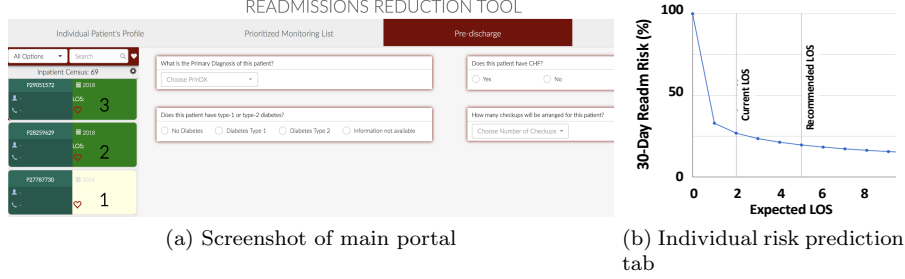 READMISSIONS REDUCTION TOOL
Individual Patient's Profile
Prioritized Monitoring List
Pre-discharge
All Options
Search
Inpatient Census: 69
P29051572
2018
LOS:
3
P28259629
2018
LOS:
2
P27787730
2018
1
What is the Primary Diagnosis of this patient?
Choose PrinDX
Does this patient have CHF?
Yes No
Does this patient have type-1 or type-2 diabetes?
No Diabetes Diabetes Type 1 Diabetes Type 2 Information not available
How many checkups will be arranged for this patient?
Choose Number of Checkups
(a) Screenshot of main portal
30-Day Readm Risk (%)
100
50
0
Current LOS
Recommended LOS
0 2 4 6 8
Expected LOS
(b) Individual risk prediction
tab